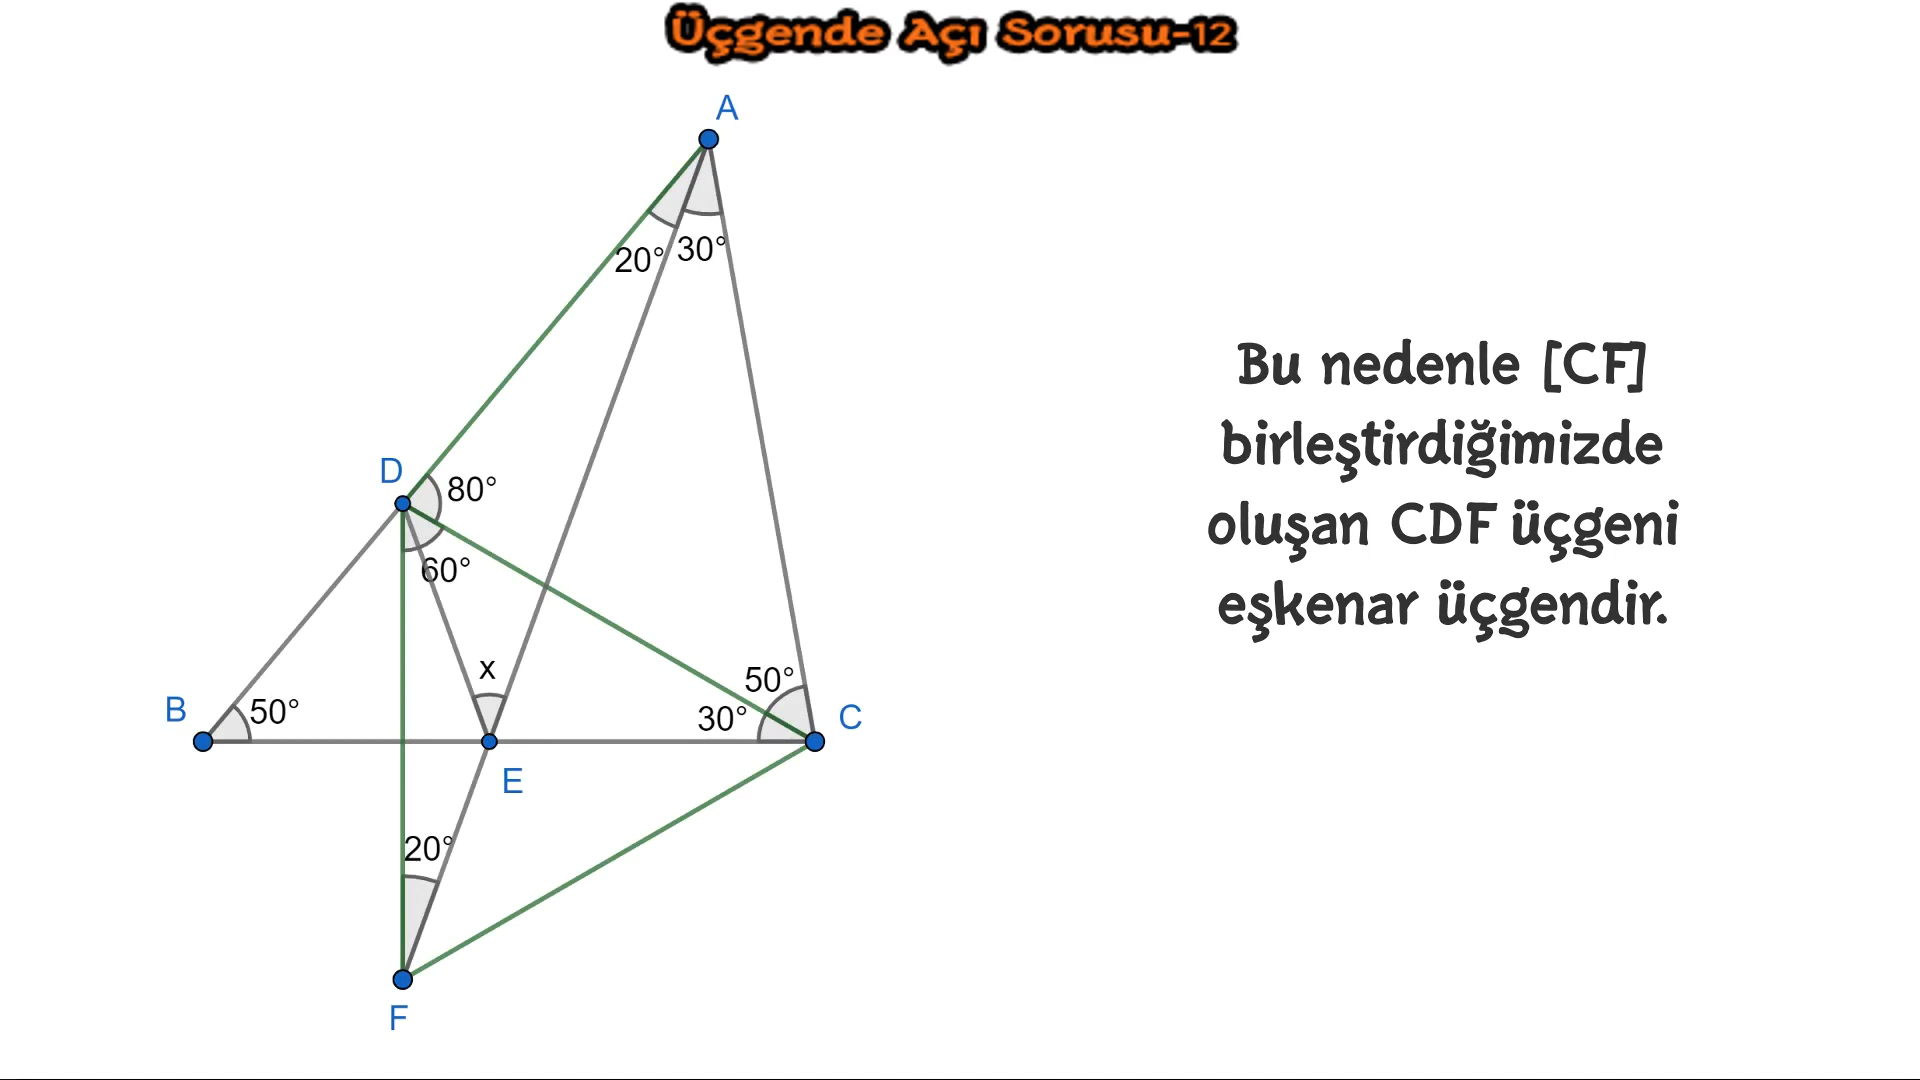 Üçgende Açı Sorusu-12
A
20°
30°
D
80°
60°
x
B
50°
50°
30°
C
E
20°
F
Bu nedenle [CF]
birleştirdiğimizde
oluşan CDF üçgeni
eşkenar üçgendir.